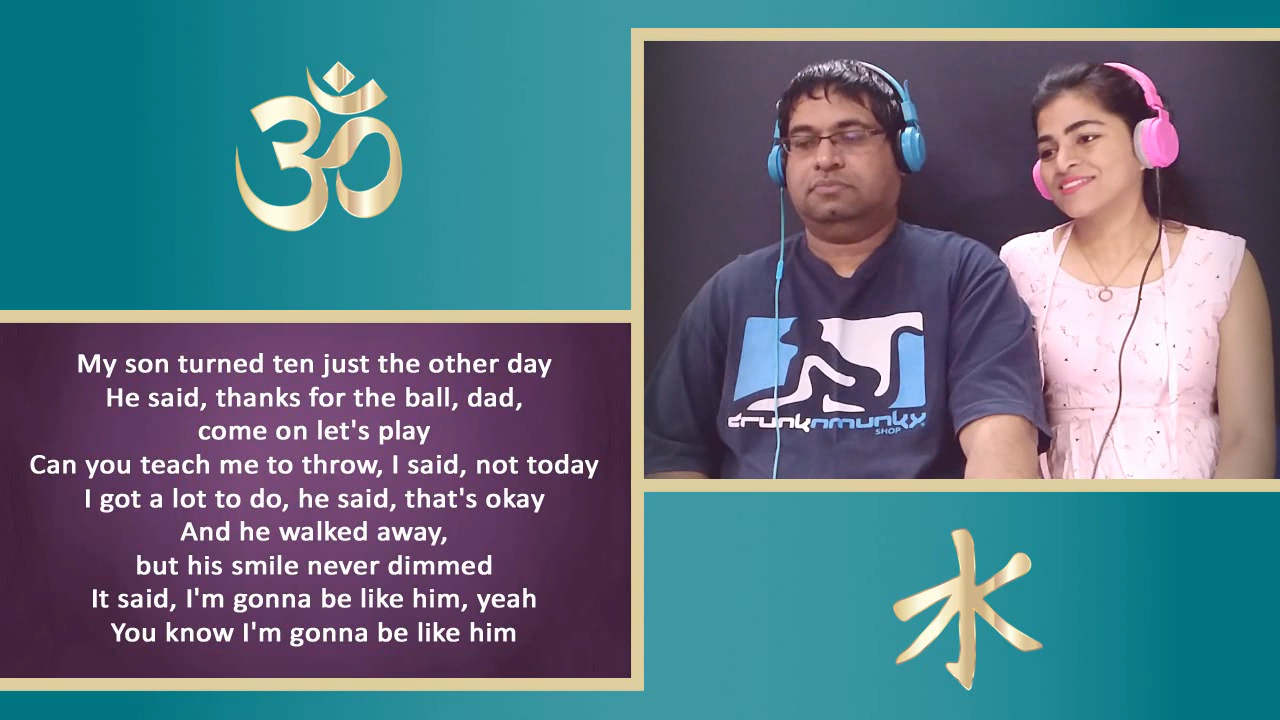 ॐ
My son turned ten just the other day
He said, thanks for the ball, dad,
come on let's play
Can you teach me to throw, I said, not today
I got a lot to do, he said, that's okay
And he walked away,
but his smile never dimmed
It said, I'm gonna be like him, yeah
You know I'm gonna be like him
drunknmunky
SHOP
水